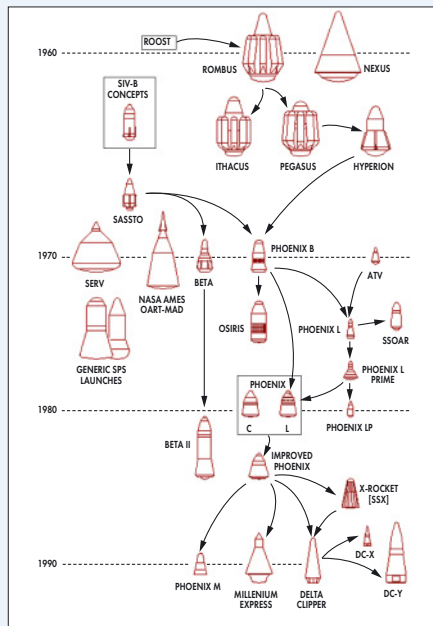 ROOST
1960
ROMBUS
NEXUS
SIV-B
CONCEPTS
ITHACUS
PEGASUS
HYPERION
SASSTO
PHOENIX B
1970
SERV
NASA AMES
OART-MAD
BETA
ATV
OSIRIS
PHOENIX L
SSOAR
GENERIC SPS
LAUNCHES
PHOENIX L
PRIME
PHOENIX
1980
C
L
PHOENIX LP
BETA II
IMPROVED
PHOENIX
X-ROCKET
[SSX]
DC-X
1990
PHOENIX M
MILLENIUM
EXPRESS
DELTA
CLIPPER
DC-Y